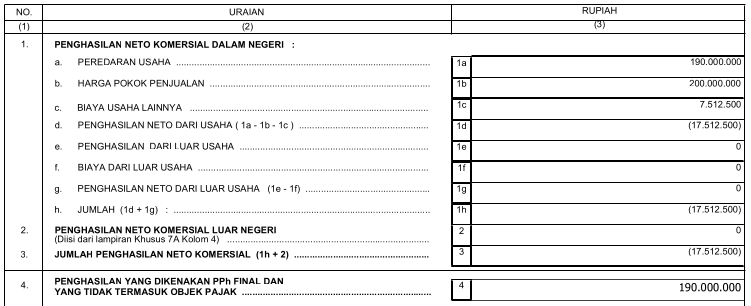 NO. URAIAN RUPIAH
(1) (2) (3)
1. PENGHASILAN NETO KOMERSIAL DALAM NEGERI :
a. PEREDARAN USAHA ........................................ 1a 190.000.000
b. HARGA POKOK PENJUALAN ........................................ 1b 200.000.000
c. BIAYA USAHA LAINNYA ........................................ 1c 7.512.500
d. PENGHASILAN NETO DARI USAHA ( 1a - 1b - 1c ) ........................................ 1d (17.512.500)
e. PENGHASILAN DARI LUAR USAHA ........................................ 1e 0
f. BIAYA DARI LUAR USAHA ........................................ 1f 0
g. PENGHASILAN NETO DARI LUAR USAHA (1e - 1f) ........................................ 1g 0
h. JUMLAH (1d + 1g) : ........................................ 1h (17.512.500)
2. PENGHASILAN NETO KOMERSIAL LUAR NEGERI 2 0
(Diisi dari lampiran Khusus 7A Kolom 4) ........................................
3. JUMLAH PENGHASILAN NETO KOMERSIAL (1h + 2) ........................................ 3 (17.512.500)
4. PENGHASILAN YANG DIKENAKAN PPh FINAL DAN 4 190.000.000
YANG TIDAK TERMASUK OBJEK PAJAK ........................................